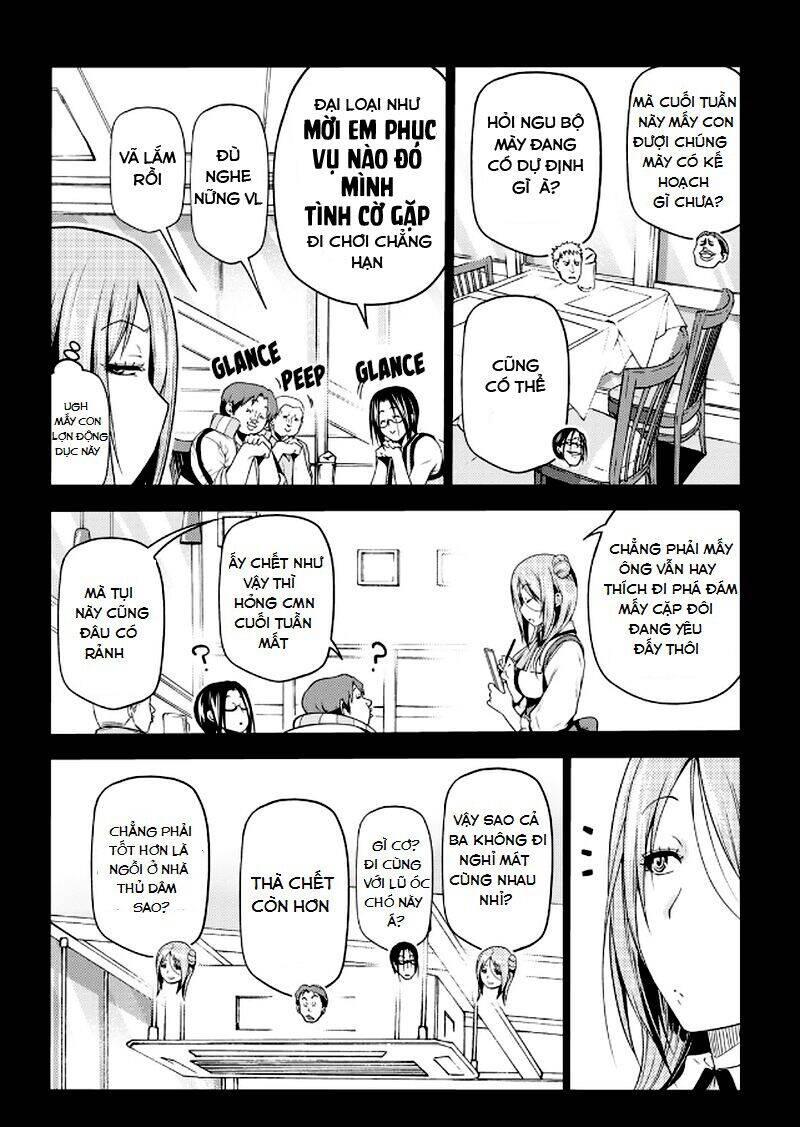 MÀ CUỐI TUẦN
NÀY MẤY CON
ĐƯỢI CHÚNG
MÀY CÓ KẾ
HOẠCH
GÌ CHƯA?
HỎI NGU BỘ
MÀY ĐANG
CÓ DỰ ĐỊNH
GÌ À?
CŨNG
CÓ THỂ
ĐẠI LOẠI NHƯ
MỜI EM PHỤC
VỤ NÀO ĐÓ
MÌNH
TÌNH CỜ GẶP
ĐI CHƠI CHẲNG
HẠN
ĐÙ
NGHE
NỨNG VL
VÃ LẮM
RỒI
GLANCE
PEEP
GLANCE
UGH
MẤY CON
LỢN ĐỘNG
DỤC NÀY
CHẲNG PHẢI MẤY
ÔNG VẪN HAY
THÍCH ĐI PHÁ ĐÁM
MẤY CẶP ĐÔI
ĐANG YÊU
ĐẤY THÔI
ẤY CHẾT NHƯ
VẬY THÌ
HỎNG CMN
CUỐI TUẦN
MẤT
MÀ TỤI
NÀY CŨNG
ĐÂU CÓ
RẢNH
?
?
VẬY SAO CẢ
BA KHÔNG ĐI
NGHỈ MÁT
CÙNG NHAU
NHỈ?
GÌ CƠ? ĐI CÙNG
VỚI LŨ ÓC
CHÓ NÀY
Á?
THÀ CHẾT
CÒN HƠN
CHẲNG PHẢI
TỐT HƠN LÀ
NGỒI Ở NHÀ
THỦ DÂM
SAO?